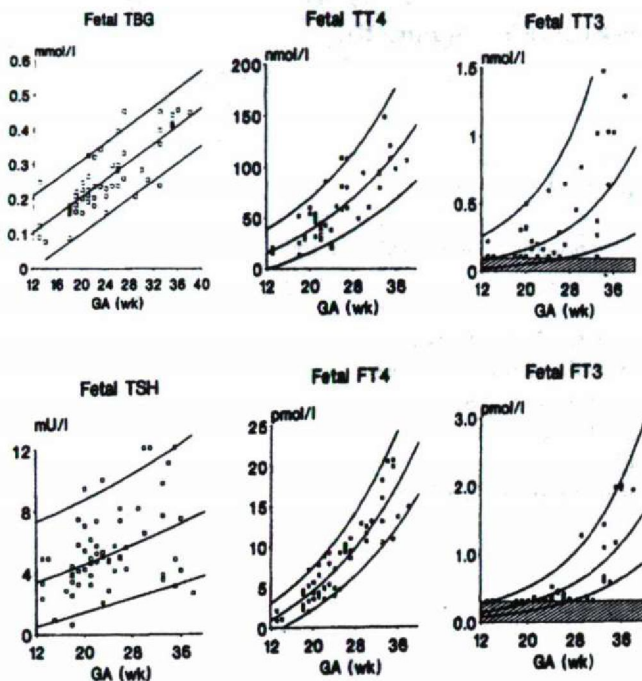 Fetal TBG
mmol/l
0.6
0.5
0.4
0.3
0.2
0.1
0
12 16 20 24 28 32 36 40
GA (wk)
Fetal TT4
nmol/l
200
150
100
50
0
12 20 28 36
GA (wk)
Fetal TT3
nmol/l
1.5
1
0.5
0
12 20 28 36
GA (wk)
Fetal TSH
mU/l
12
8
4
0
12 20 28 36
GA (wk)
Fetal FT4
pmol/l
25
20
15
10
5
0
12 20 28 36
GA (wk)
Fetal FT3
pmol/l
3.0
2.0
1.0
0.0
12 20 28 36
GA (wk)